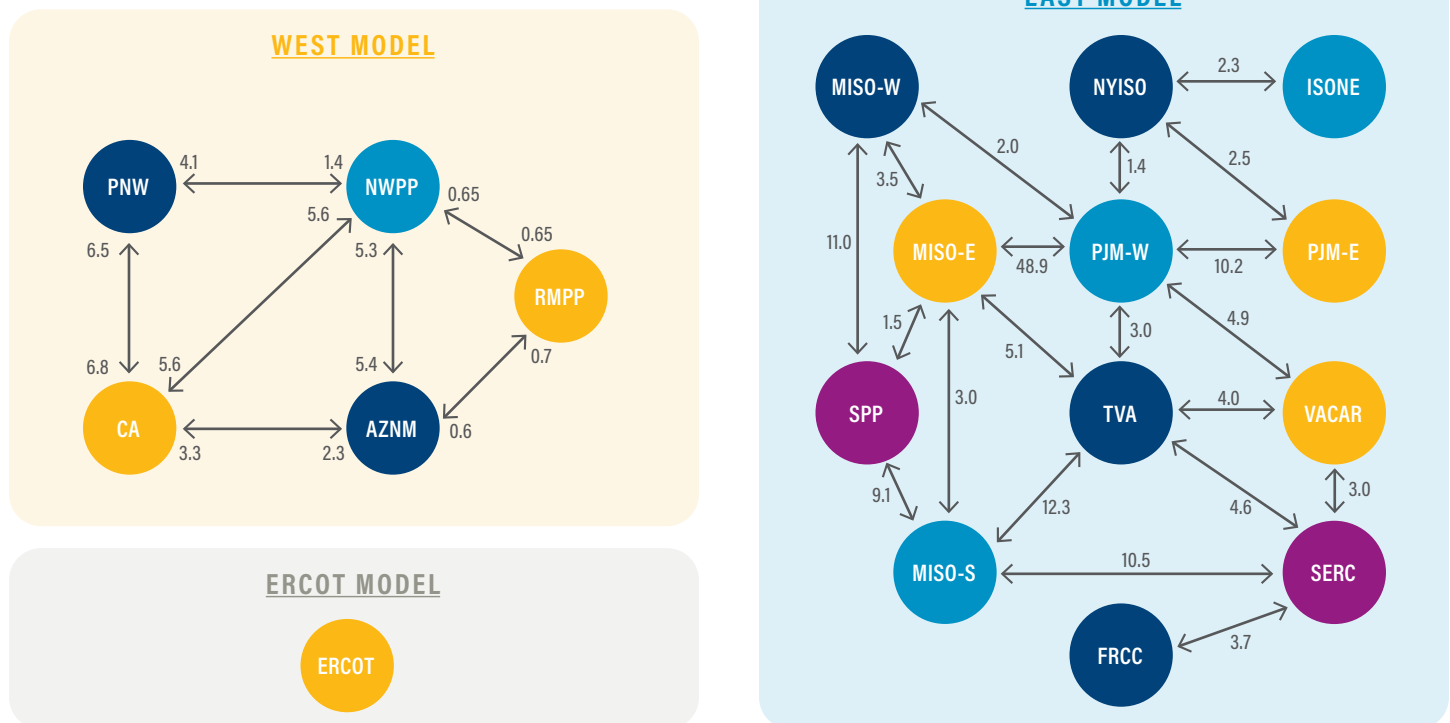 WEST MODEL
PNW
4.1
1.4
NWPP
0.65
0.65
RMPP
5.6
6.5
5.3
6.8
5.6
5.4
0.7
CA
3.3
2.3
AZNM
0.6
ERCOT MODEL
ERCOT
EAST MODEL
MISO-W
NYISO
2.3
ISONE
2.0
1.4
2.5
3.5
11.0
MISO-E
48.9
PJM-W
10.2
PJM-E
1.5
5.1
3.0
4.9
SPP
3.0
TVA
4.0
VACAR
9.1
12.3
4.6
3.0
MISO-S
10.5
SERC
FRCC
3.7